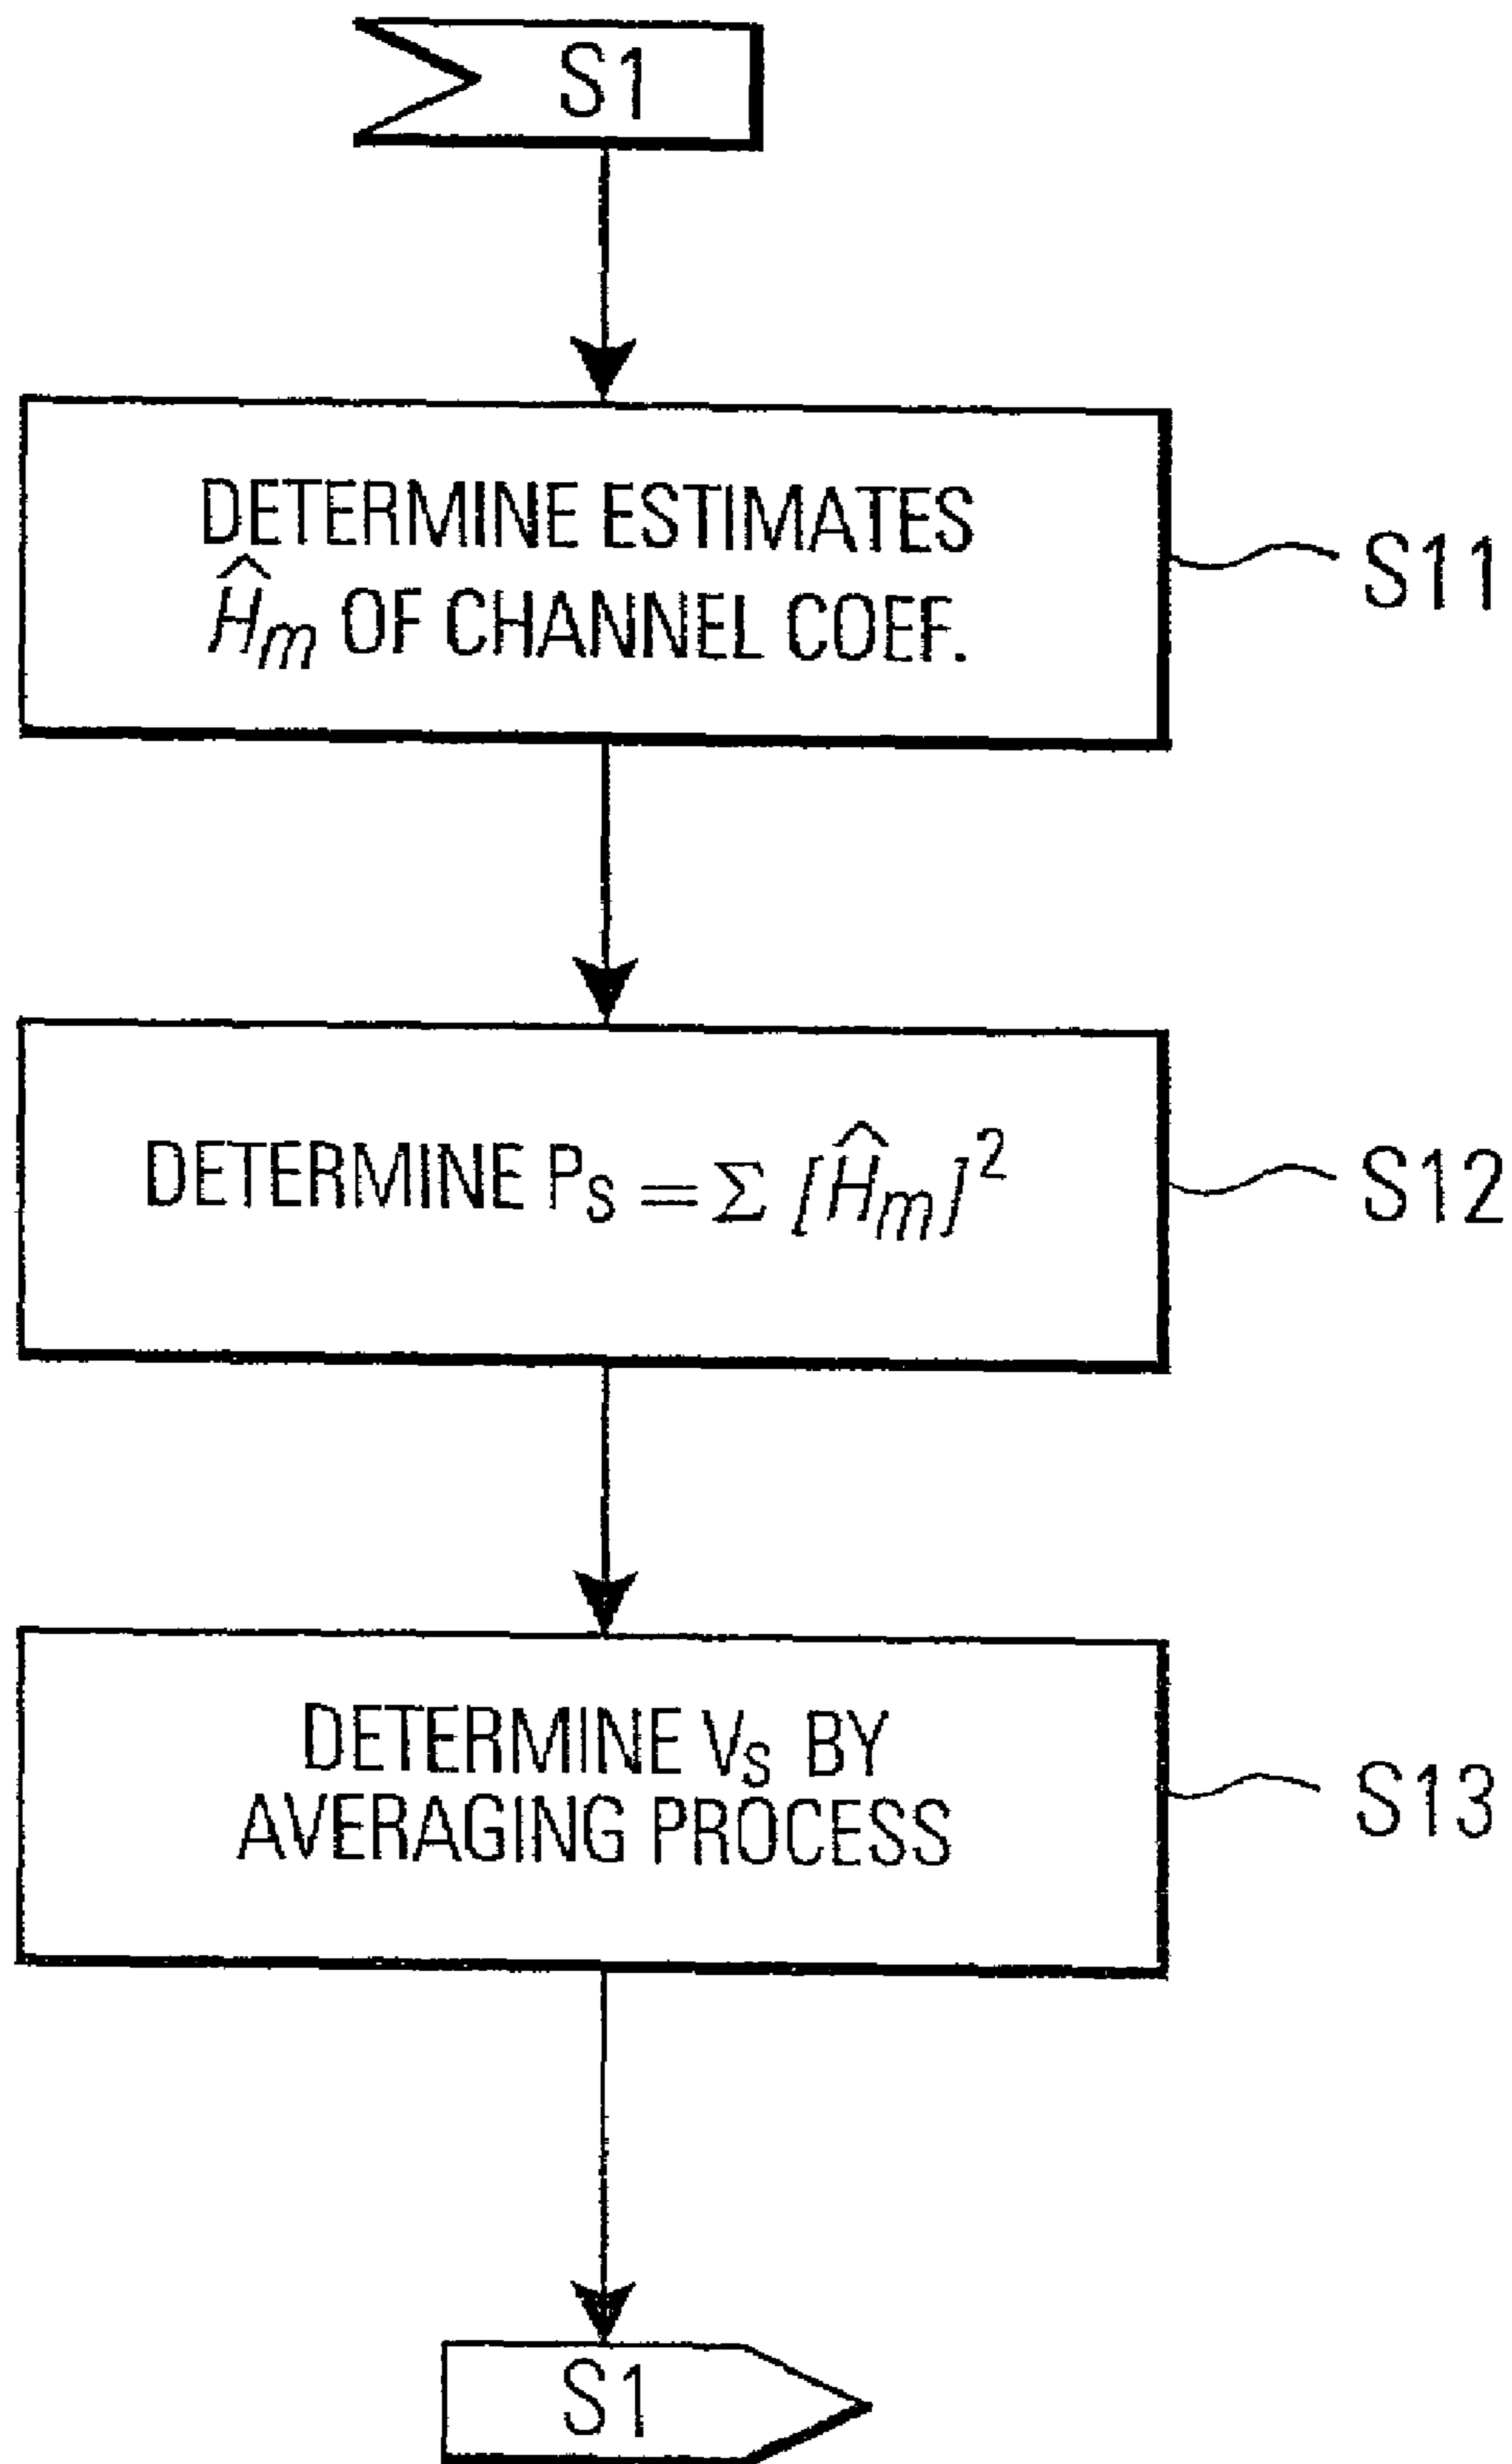 S1
DETERMINE ESTIMATES
Ĥm OF CHANNEL COEF.
S11
DETERMINE PS = Σ [Ĥm]²
S12
DETERMINE VS BY
AVERAGING PROCESS
S13
S1